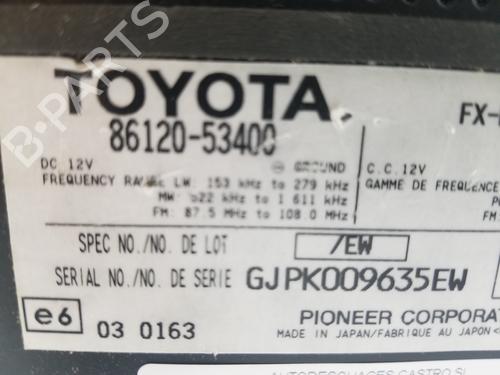 B-PARTS
TOYOTA
86120-53400
FX-
DC 12V GROUND
FREQUENCY RANGE LW: 153 kHz to 279 kHz
MW: 522 kHz to 1 611 kHz
FM: 87.5 MHz to 108.0 MHz
C.C. 12V
GAMME DE FREQUENCE
SPEC NO./NO. DE LOT /EW
SERIAL NO./NO. DE SERIE GJPK009635EW
e6 03 0163
PIONEER CORPORAT
MADE IN JAPAN/FABRIQUE AU JAPON
AUTODESGUACES CASTRO SL